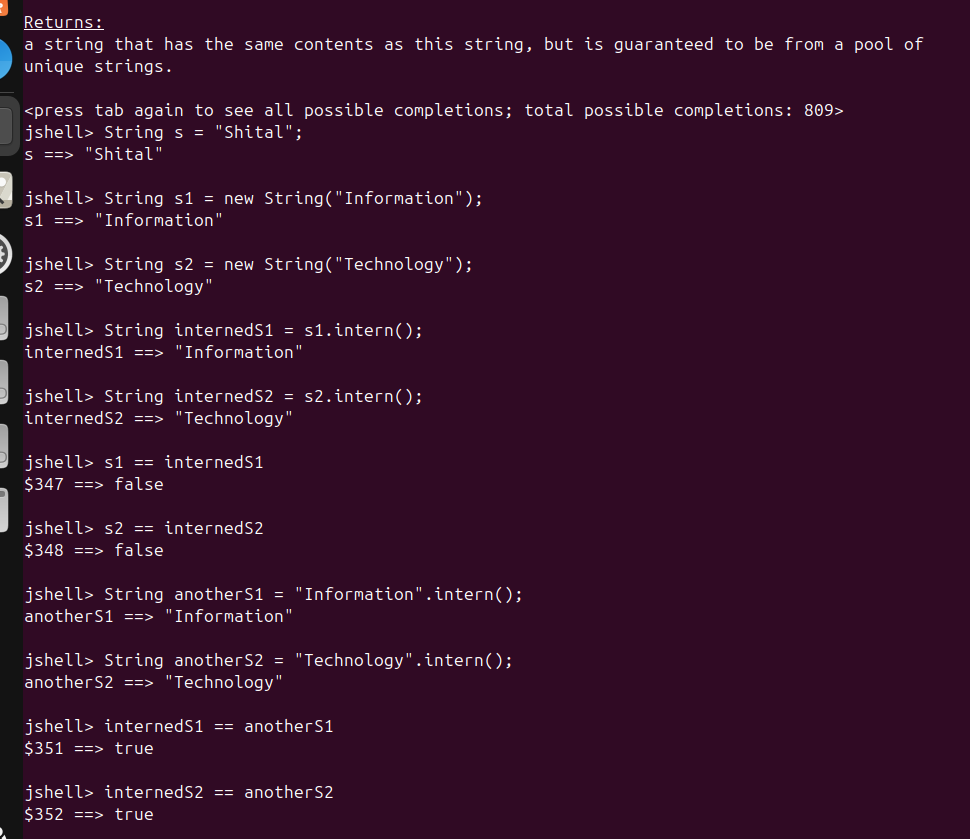 Returns:
a string that has the same contents as this string, but is guaranteed to be from a pool of
unique strings.
<press tab again to see all possible completions; total possible completions: 809>
jshell> String s = "Shital";
s ==> "Shital"
jshell> String s1 = new String("Information");
s1 ==> "Information"
jshell> String s2 = new String("Technology");
s2 ==> "Technology"
jshell> String internedS1 = s1.intern();
internedS1 ==> "Information"
jshell> String internedS2 = s2.intern();
internedS2 ==> "Technology"
jshell> s1 == internedS1
$347 ==> false
jshell> s2 == internedS2
$348 ==> false
jshell> String anotherS1 = "Information".intern();
anotherS1 ==> "Information"
jshell> String anotherS2 = "Technology".intern();
anotherS2 ==> "Technology"
jshell> internedS1 == anotherS1
$351 ==> true
jshell> internedS2 == anotherS2
$352 ==> true